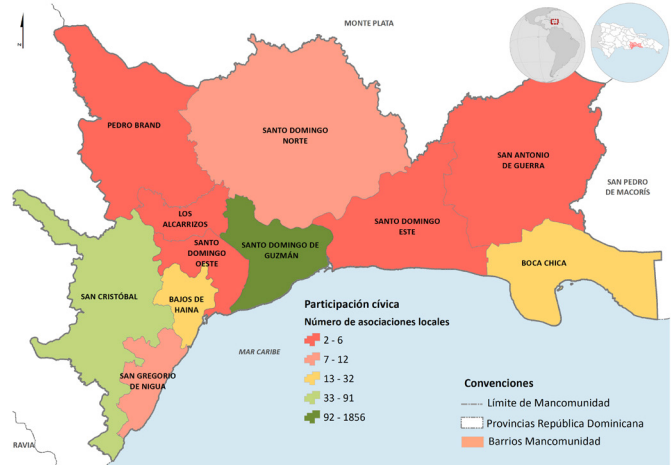 MONTE PLATA
N
PEDRO BRAND
SANTO DOMINGO
NORTE
SAN ANTONIO
DE GUERRA
SAN PEDRO
DE MACORÍS
LOS
ALCARRIZOS
SANTO
DOMINGO
OESTE
SANTO DOMINGO DE
GUZMÁN
SANTO DOMINGO
ESTE
BOCA CHICA
SAN CRISTÓBAL
BAJOS DE
HAINA
SAN GREGORIO
DE NIGUA
MAR CARIBE
RAVIA
Participación cívica
Número de asociaciones locales
2 - 6
7 - 12
13 - 32
33 - 91
92 - 1856
Convenciones
Límite de Mancomunidad
Provincias República Dominicana
Barrios Mancomunidad